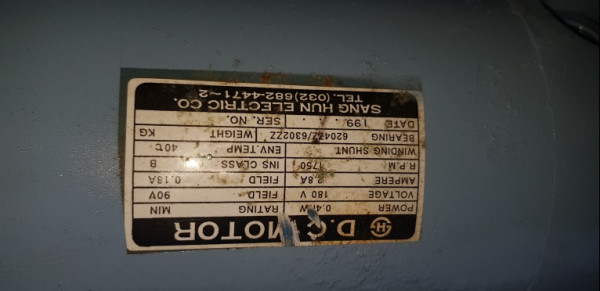 D.C. MOTOR
POWER 0.4KW RATING MIN
VOLTAGE 180 V FIELD 90V
AMPERE 2.8A FIELD 0.18A
R.P.M 1750 INS CLASS B
WINDING SHUNT ENV.TEMP 40℃
BEARING 6204ZZ/6302ZZ WEIGHT KG
DATE 199 . . SER. NO.
SANG HUN ELECTRIC CO.
TEL. (032)682-4471~2